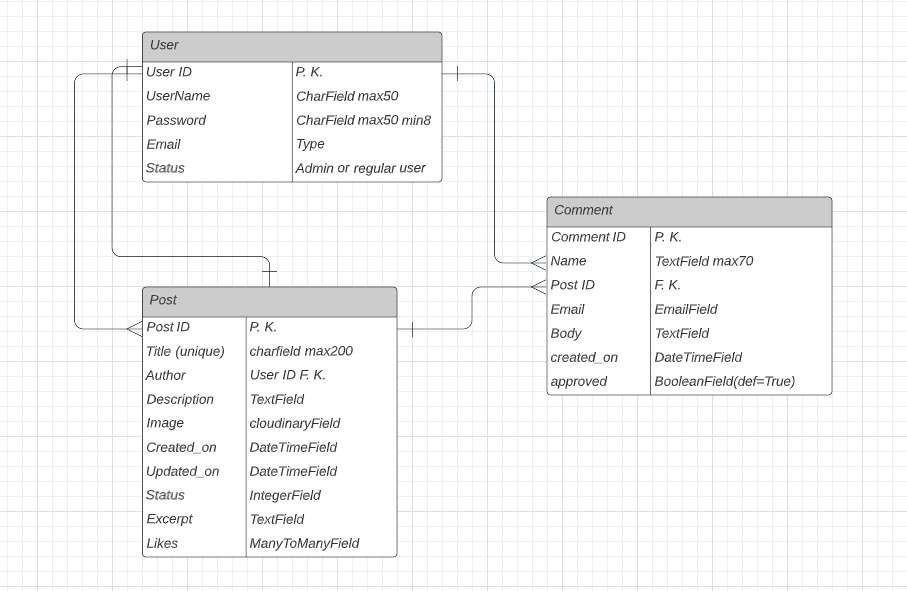 User
User ID P. K.
UserName CharField max50
Password CharField max50 min8
Email Type
Status Admin or regular user
Comment
Comment ID P. K.
Name TextField max70
Post ID F. K.
Email EmailField
Body TextField
created_on DateTimeField
approved BooleanField(def=True)
Post
Post ID P. K.
Title (unique) charfield max200
Author User ID F. K.
Description TextField
Image cloudinaryField
Created_on DateTimeField
Updated_on DateTimeField
Status IntegerField
Excerpt TextField
Likes ManyToManyField